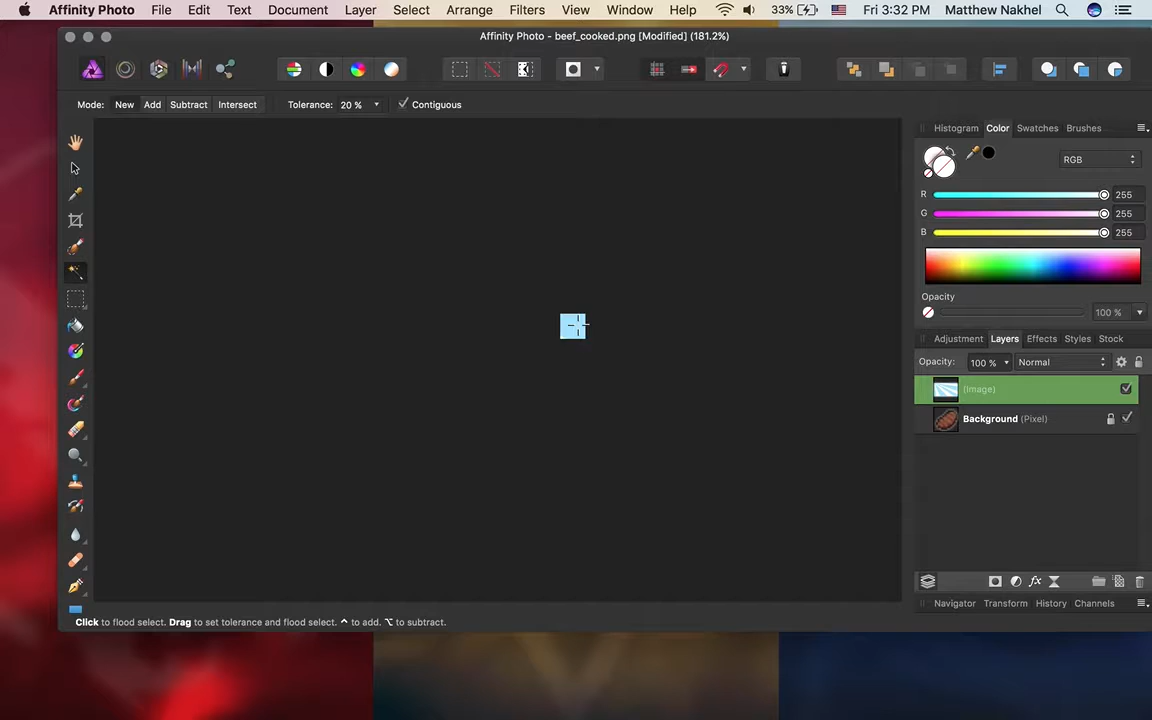 Affinity Photo File Edit Text Document Layer Select Arrange Filters View Window Help 33% Fri 3:32 PM Matthew Nakhel
Affinity Photo - beef_cooked.png [Modified] (181.2%)
Mode: New Add Subtract Intersect Tolerance: 20 % Contiguous
Histogram Color Swatches Brushes
RGB
R 255
G 255
B 255
Opacity
100 %
Adjustment Layers Effects Styles Stock
Opacity: 100 % Normal
(Image)
Background (Pixel)
fx
Navigator Transform History Channels
Click to flood select. Drag to set tolerance and flood select. ^ to add. ⌥ to subtract.